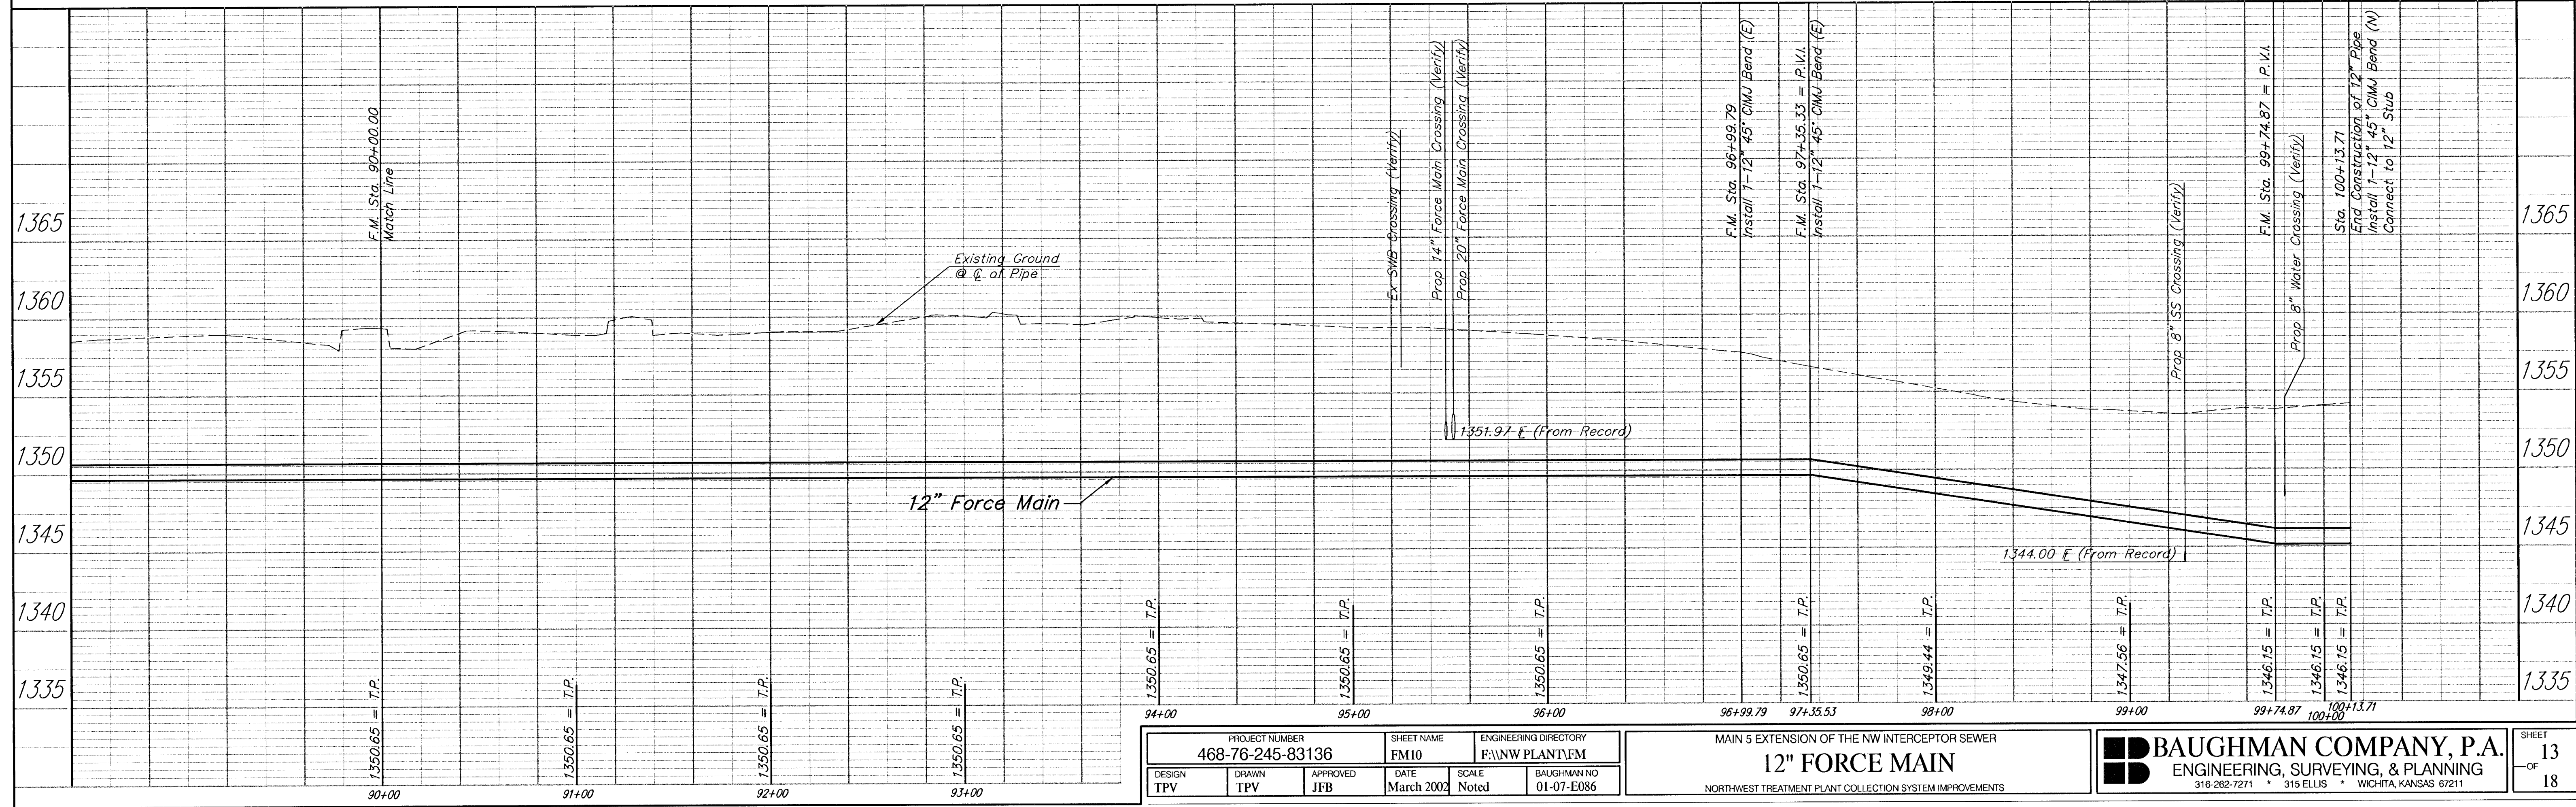 F.M. Sta. 90+00.00
Match Line
Existing Ground
@ ℄ of Pipe
12" Force Main
Ex SWB Crossing (Verify)
Prop 14" Force Main Crossing (Verify)
Prop 20" Force Main Crossing (Verify)
1351.97 ℄ (From Record)
F.M. Sta. 96+99.79
Install 1-12" 45° CIMJ Bend (E)
F.M. Sta. 97+35.33 = P.V.I.
Install 1-12" 45° CIMJ Bend (E)
Prop 8" SS Crossing (Verify)
1344.00 ℄ (From Record)
F.M. Sta. 99+74.87 = P.V.I.
Prop 8" Water Crossing (Verify)
Sta. 100+13.71
End Construction of 12" Pipe
Install 1-12" 45° CIMJ Bend (N)
Connect to 12" Stub
1365
1360
1355
1350
1345
1340
1335
1365
1360
1355
1350
1345
1340
1335
1350.65 = T.P.
1350.65 = T.P.
1350.65 = T.P.
1350.65 = T.P.
1350.65 = T.P.
1350.65 = T.P.
1350.65 = T.P.
1350.65 = T.P.
1349.44 = T.P.
1347.56 = T.P.
1346.15 = T.P.
1346.15 = T.P.
1346.15 = T.P.
90+00
91+00
92+00
93+00
94+00
95+00
96+00
96+99.79
97+35.53
98+00
99+00
99+74.87
100+00
100+13.71
PROJECT NUMBER
468-76-245-83136
SHEET NAME
FM10
ENGINEERING DIRECTORY
F:\\NW PLANT\FM
DESIGN
TPV
DRAWN
TPV
APPROVED
JFB
DATE
March 2002
SCALE
Noted
BAUGHMAN NO
01-07-E086
MAIN 5 EXTENSION OF THE NW INTERCEPTOR SEWER
12" FORCE MAIN
NORTHWEST TREATMENT PLANT COLLECTION SYSTEM IMPROVEMENTS
BAUGHMAN COMPANY, P.A.
ENGINEERING, SURVEYING, & PLANNING
316-262-7271 * 315 ELLIS * WICHITA, KANSAS 67211
SHEET
13
OF
18